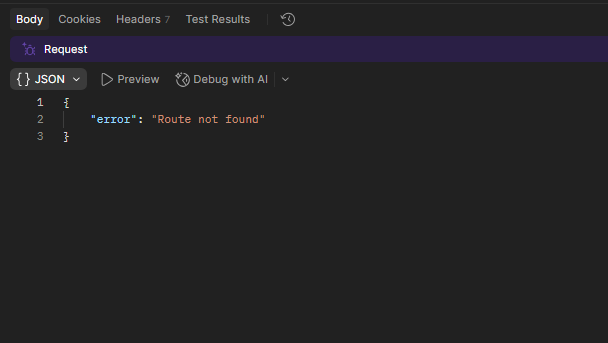 Body Cookies Headers 7 Test Results
Request
{} JSON Preview Debug with AI
1 {
2 "error": "Route not found"
3 }